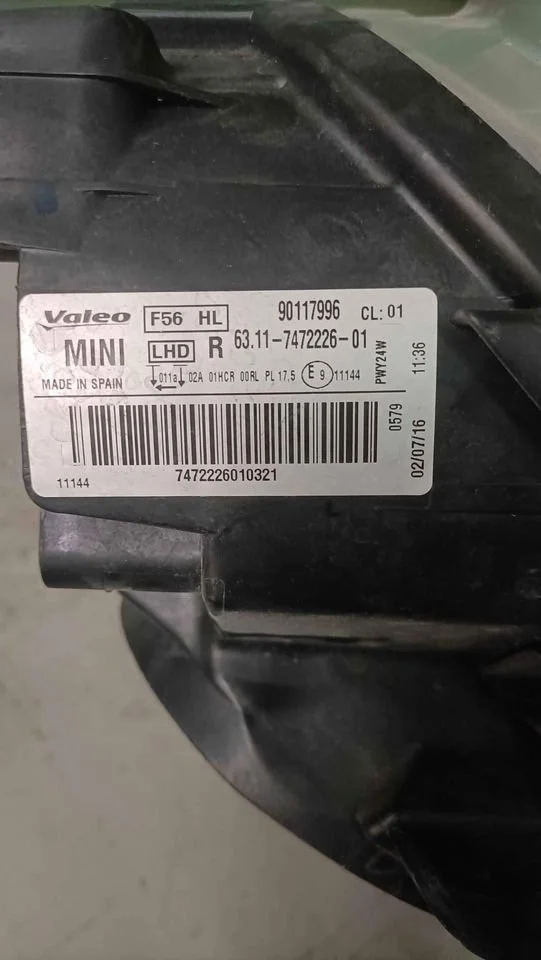 Valeo F56 HL 90117996 CL: 01
MINI LHD R 63.11-7472226-01
MADE IN SPAIN 011a 02A 01HCR 00RL PL 17,5 E 9 11144
PWY24W
0579
11144 7472226010321
02/07/16 11:36